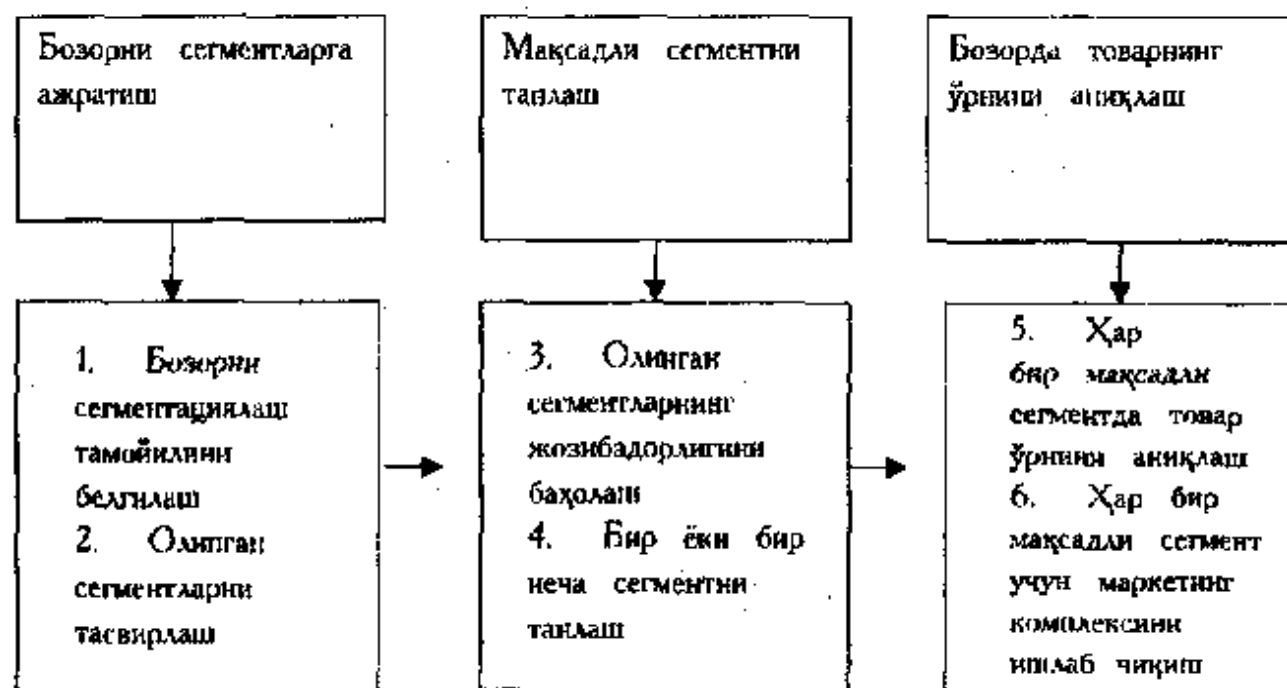 Бозорни сегментларга
ажратиш
Мақсадли сегментни
танлаш
Бозорда товарнинг
ўрнини аниқлаш
1. Бозорни
сегментациялаш
тамойилини
белгилаш
2. Олинган
сегментларни
тасвирлаш
3. Олинган
сегментларнинг
жозибадорлигини
баҳолаш
4. Бир ёки бир
неча сегментни
танлаш
5. Ҳар
бир мақсадли
сегментда товар
ўрнини аниқлаш
6. Ҳар бир
мақсадли сегмент
учун маркетинг
комплексини
ишлаб чиқиш